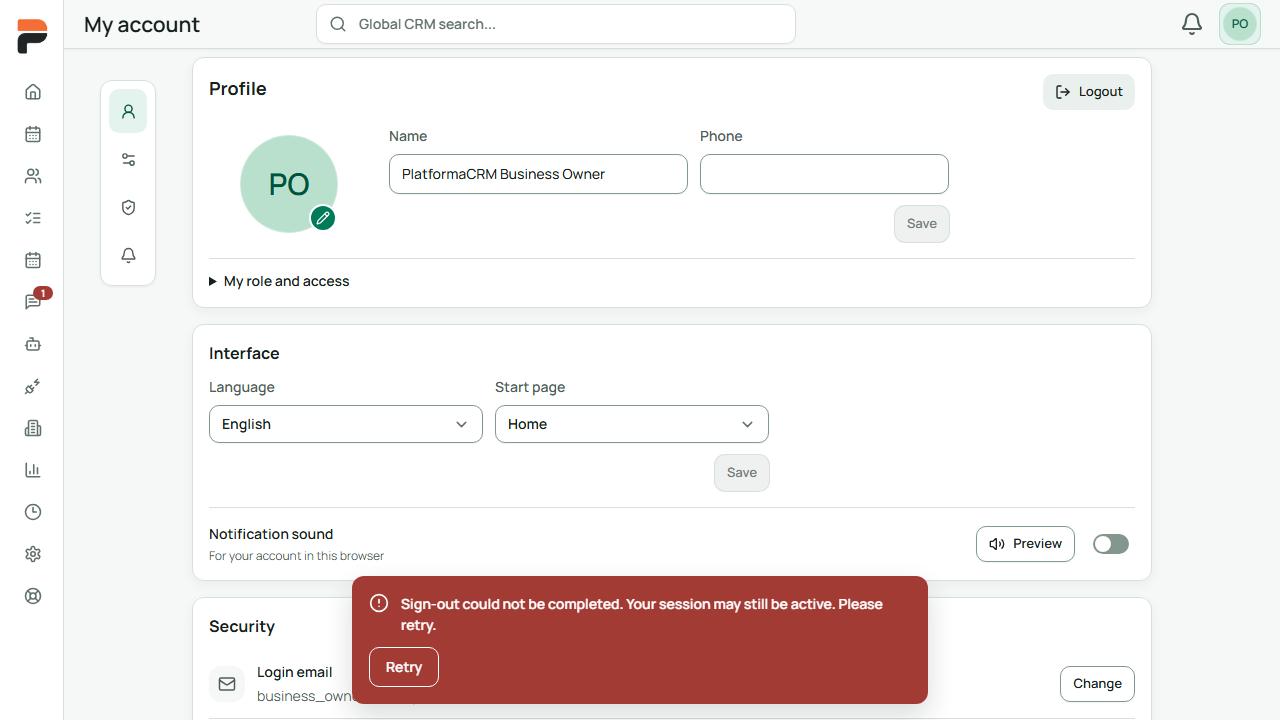 My account
Global CRM search...
PO
Profile
Logout
PO
Name
Phone
PlatformaCRM Business Owner
Save
My role and access
1
Interface
Language
Start page
English
Home
Save
Notification sound
For your account in this browser
Preview
Sign-out could not be completed. Your session may still be active. Please
retry.
Retry
Security
Login email
Change